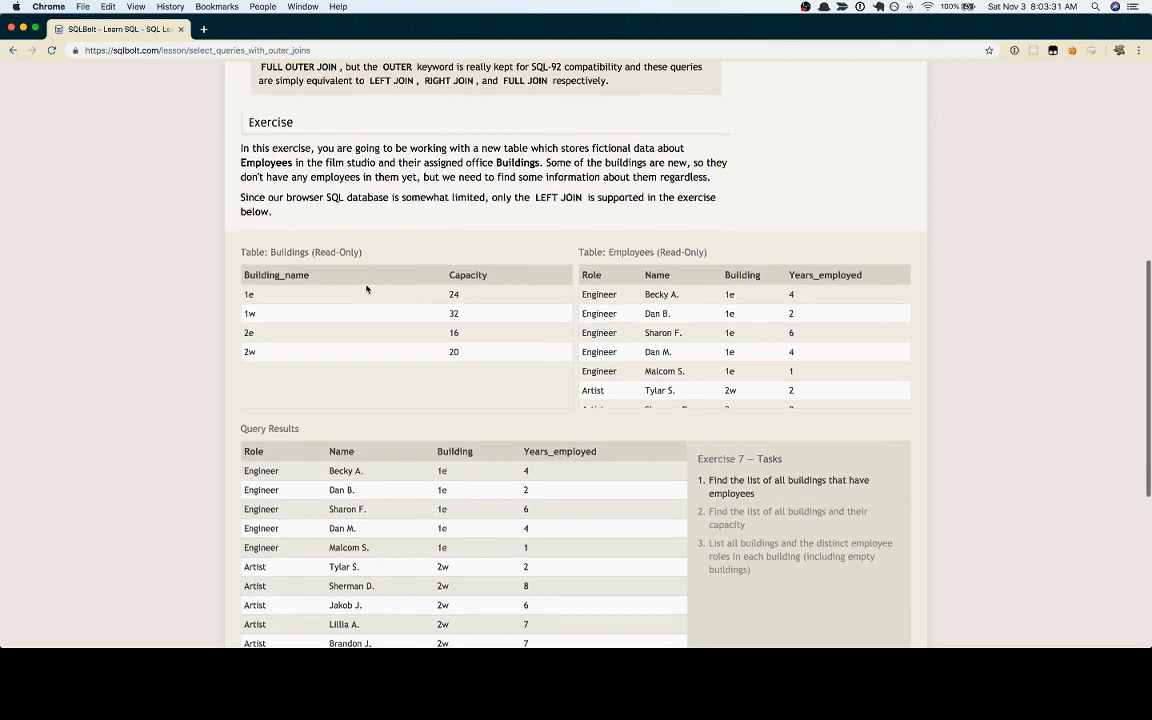 Chrome File Edit View History Bookmarks People Window Help 100% Sat Nov 3 8:03:31 AM
SQLBolt - Learn SQL - SQL Les
https://sqlbolt.com/lesson/select_queries_with_outer_joins
FULL OUTER JOIN , but the OUTER keyword is really kept for SQL-92 compatibility and these queries
are simply equivalent to LEFT JOIN , RIGHT JOIN , and FULL JOIN respectively.
Exercise
In this exercise, you are going to be working with a new table which stores fictional data about
Employees in the film studio and their assigned office Buildings. Some of the buildings are new, so they
don't have any employees in them yet, but we need to find some information about them regardless.
Since our browser SQL database is somewhat limited, only the LEFT JOIN is supported in the exercise
below.
Table: Buildings (Read-Only)
Building_name Capacity
1e 24
1w 32
2e 16
2w 20
Table: Employees (Read-Only)
Role Name Building Years_employed
Engineer Becky A. 1e 4
Engineer Dan B. 1e 2
Engineer Sharon F. 1e 6
Engineer Dan M. 1e 4
Engineer Malcom S. 1e 1
Artist Tylar S. 2w 2
Query Results
Role Name Building Years_employed
Engineer Becky A. 1e 4
Engineer Dan B. 1e 2
Engineer Sharon F. 1e 6
Engineer Dan M. 1e 4
Engineer Malcom S. 1e 1
Artist Tylar S. 2w 2
Artist Sherman D. 2w 8
Artist Jakob J. 2w 6
Artist Lillia A. 2w 7
Artist Brandon J. 2w 7
Exercise 7 — Tasks
1. Find the list of all buildings that have
employees
2. Find the list of all buildings and their
capacity
3. List all buildings and the distinct employee
roles in each building (including empty
buildings)